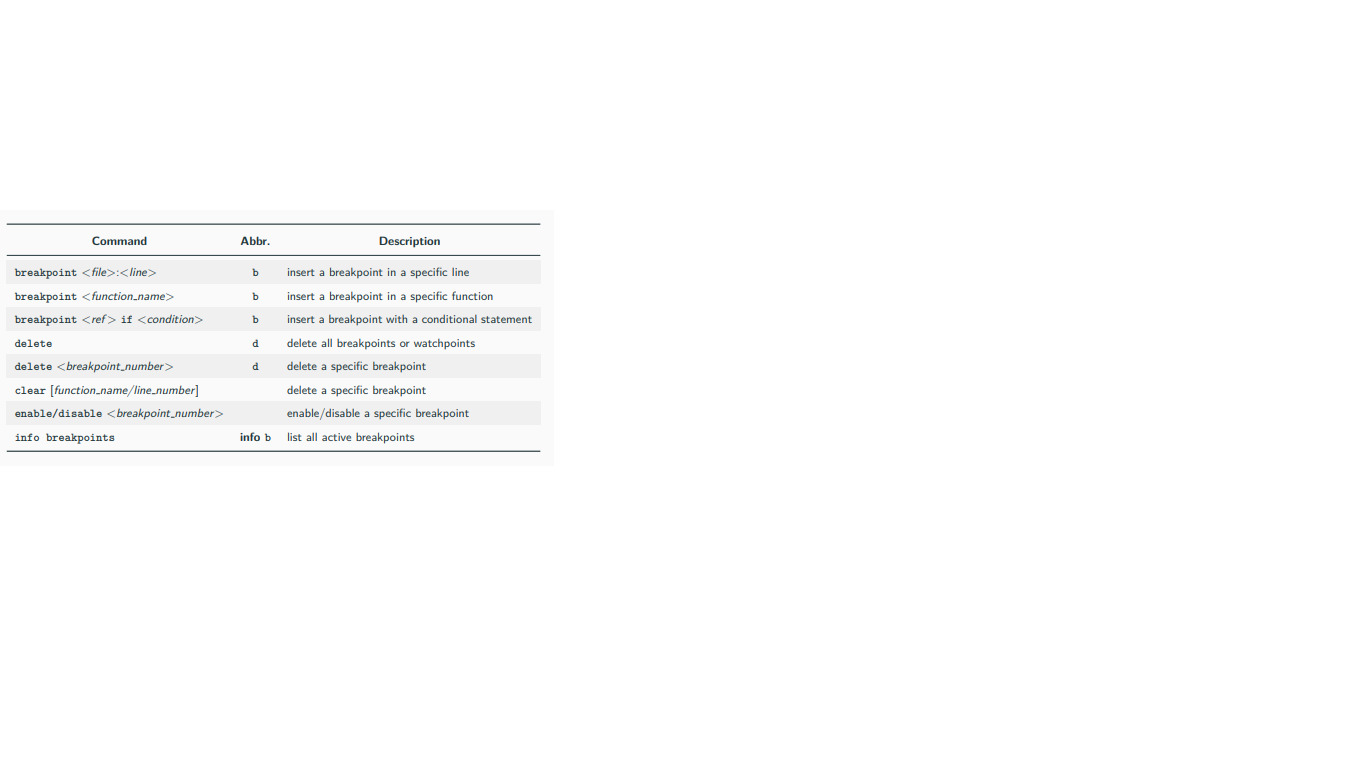 Command Abbr. Description
breakpoint <file>:<line> b insert a breakpoint in a specific line
breakpoint <function_name> b insert a breakpoint in a specific function
breakpoint <ref> if <condition> b insert a breakpoint with a conditional statement
delete d delete all breakpoints or watchpoints
delete <breakpoint_number> d delete a specific breakpoint
clear [function_name/line_number] delete a specific breakpoint
enable/disable <breakpoint_number> enable/disable a specific breakpoint
info breakpoints info b list all active breakpoints